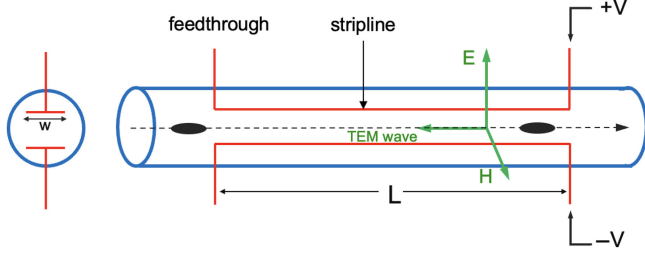 feedthrough
stripline
+V
E
w
TEM wave
H
L
–V